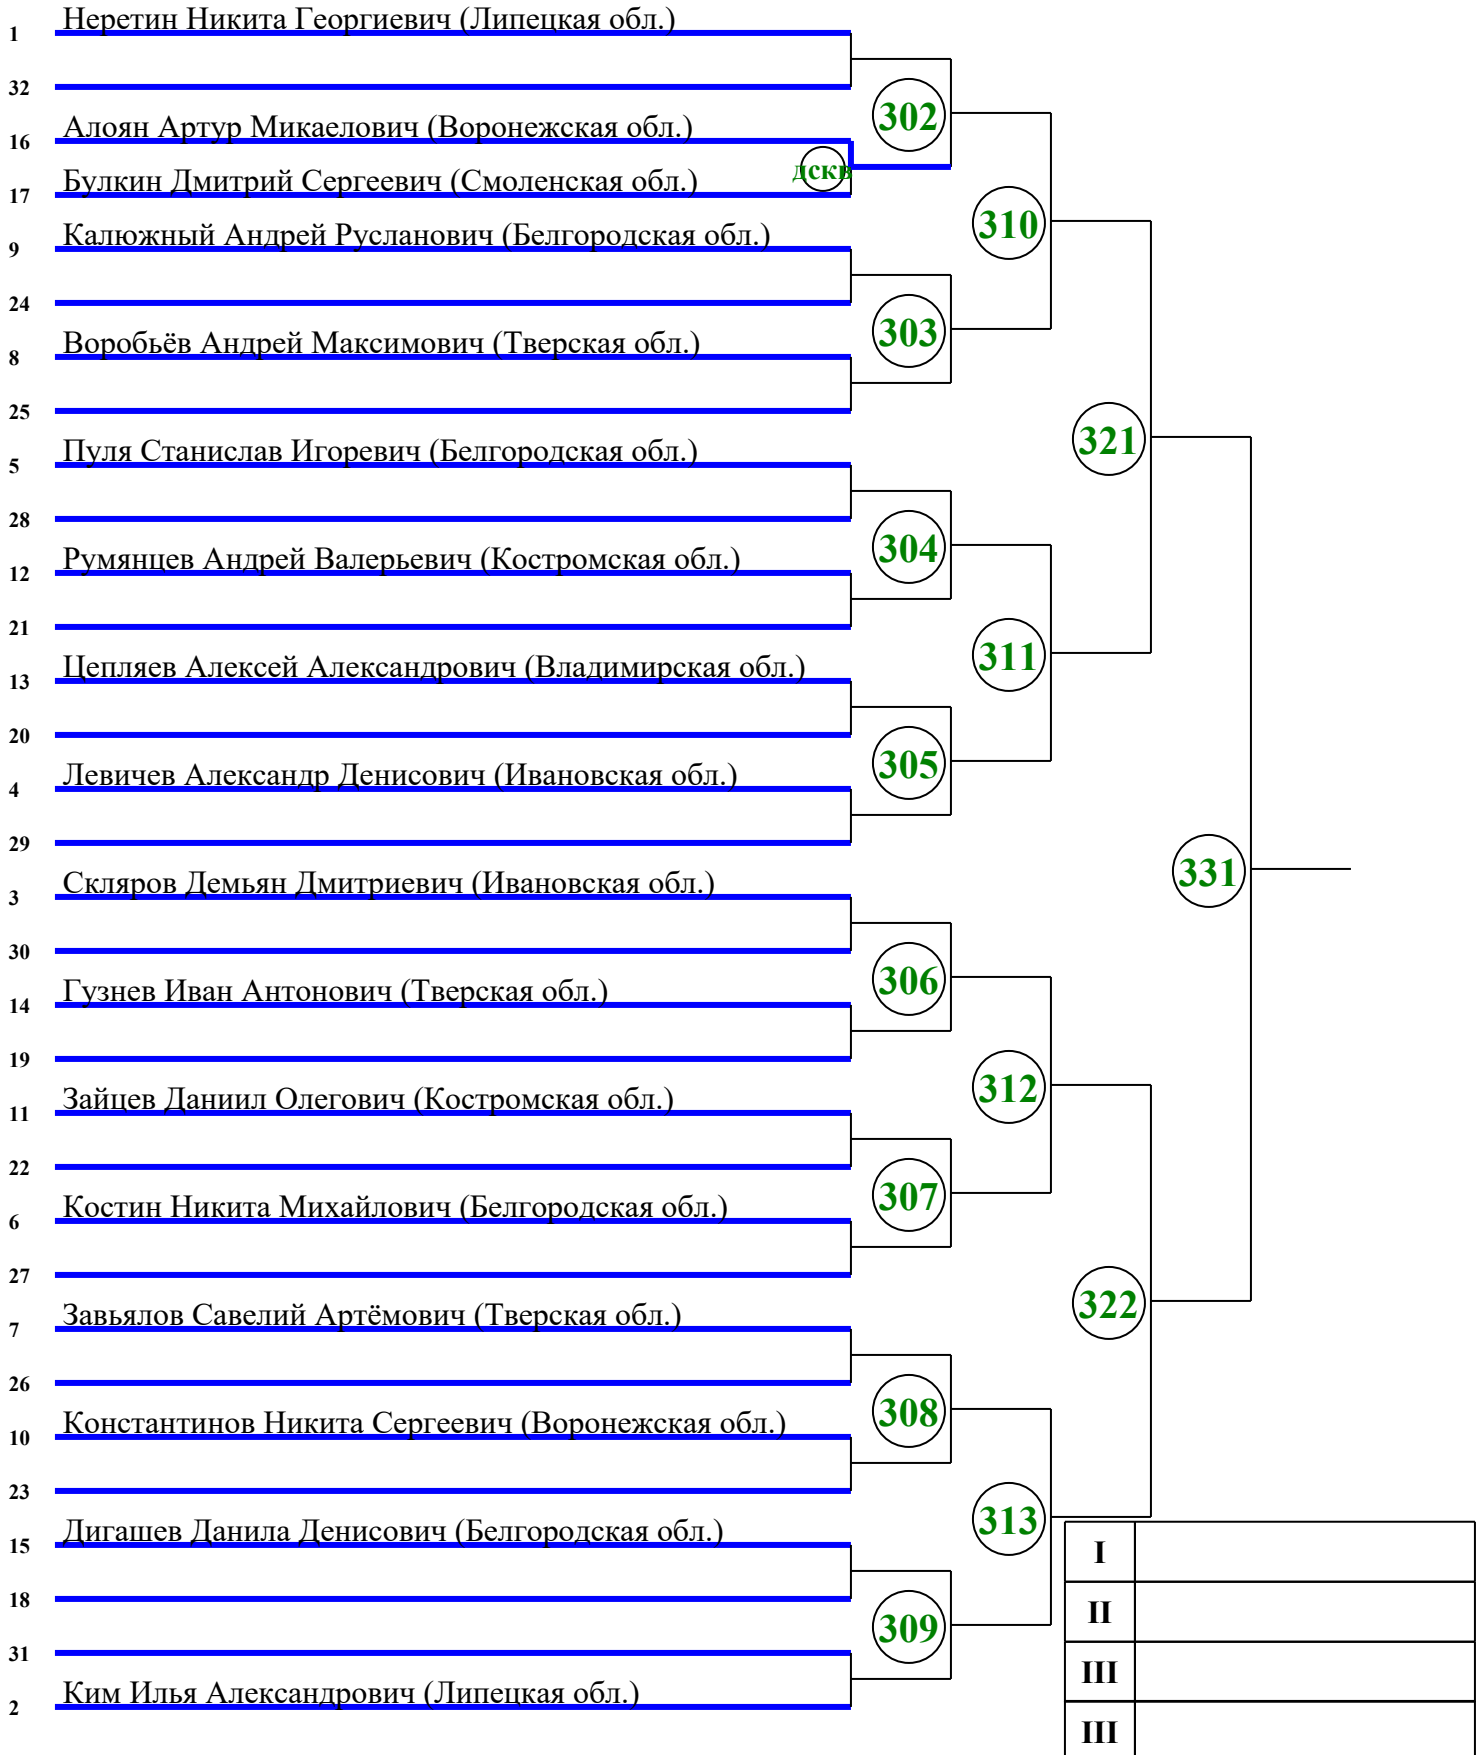 1 Неретин Никита Георгиевич (Липецкая обл.)
32
302
16 Алоян Артур Микаелович (Воронежская обл.)
дскв
17 Булкин Дмитрий Сергеевич (Смоленская обл.)
310
9 Калюжный Андрей Русланович (Белгородская обл.)
24
303
8 Воробьёв Андрей Максимович (Тверская обл.)
25
321
5 Пуля Станислав Игоревич (Белгородская обл.)
28
304
12 Румянцев Андрей Валерьевич (Костромская обл.)
21
311
13 Цепляев Алексей Александрович (Владимирская обл.)
20
305
4 Левичев Александр Денисович (Ивановская обл.)
29
331
3 Скляров Демьян Дмитриевич (Ивановская обл.)
30
306
14 Гузнев Иван Антонович (Тверская обл.)
19
312
11 Зайцев Даниил Олегович (Костромская обл.)
22
307
6 Костин Никита Михайлович (Белгородская обл.)
27
322
7 Завьялов Савелий Артёмович (Тверская обл.)
26
308
10 Константинов Никита Сергеевич (Воронежская обл.)
23
313
15 Дигашев Данила Денисович (Белгородская обл.)
18
309
31
2 Ким Илья Александрович (Липецкая обл.)
I
II
III
III